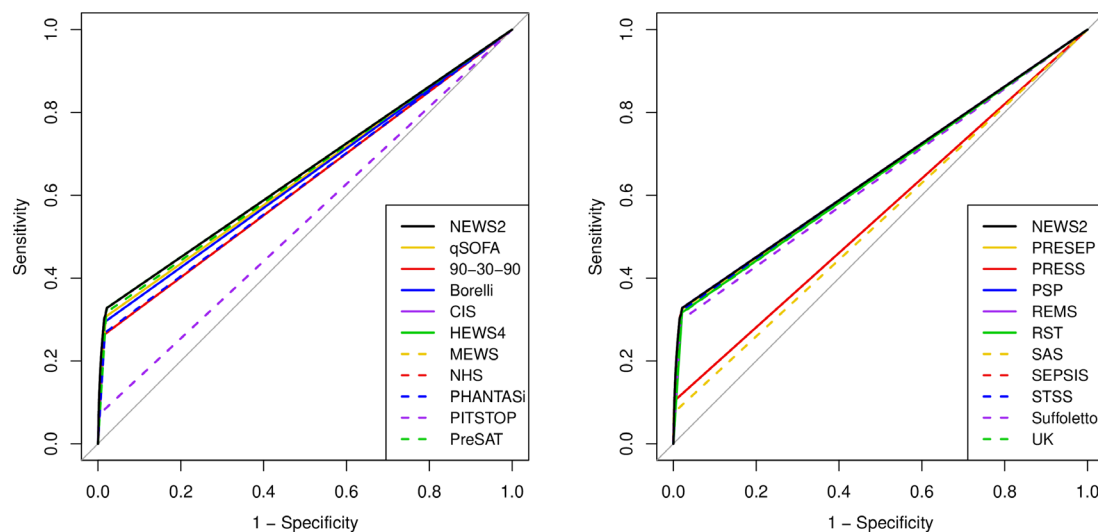 1.0
0.8
0.6
0.4
0.2
0.0
Sensitivity
NEWS2
qSOFA
90−30−90
Borelli
CIS
HEWS4
MEWS
NHS
PHANTASi
PITSTOP
PreSAT
0.0 0.2 0.4 0.6 0.8 1.0
1 − Specificity
1.0
0.8
0.6
0.4
0.2
0.0
Sensitivity
NEWS2
PRESEP
PRESS
PSP
REMS
RST
SAS
SEPSIS
STSS
Suffoletto
UK
0.0 0.2 0.4 0.6 0.8 1.0
1 − Specificity